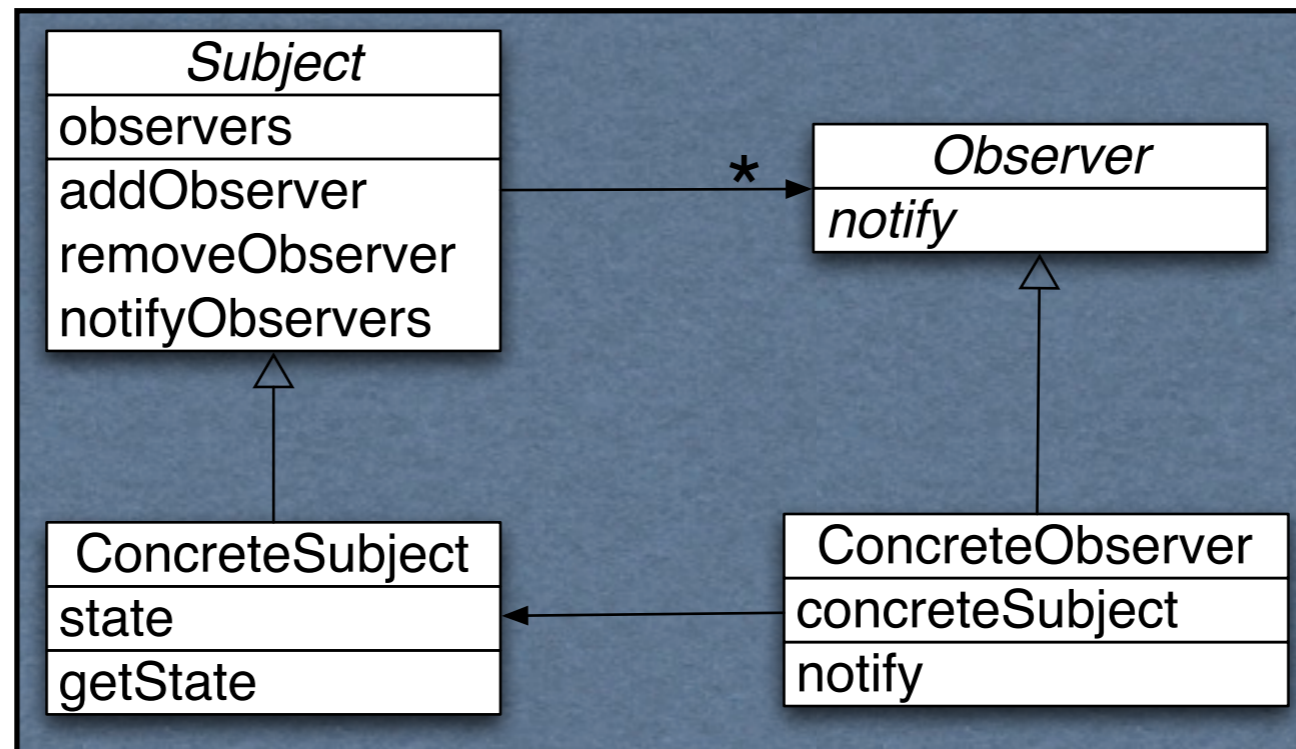 Subject
observers
addObserver
removeObserver
notifyObservers
*
Observer
notify
ConcreteSubject
state
getState
ConcreteObserver
concreteSubject
notify